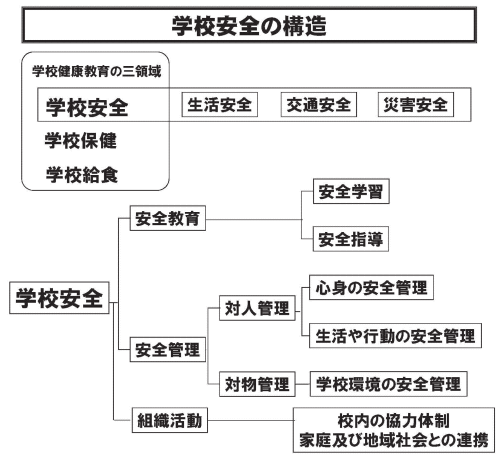 学校安全の構造
学校健康教育の三領域
学校安全 生活安全 交通安全 災害安全
学校保健
学校給食
学校安全
安全教育
安全学習
安全指導
安全管理
対人管理
心身の安全管理
生活や行動の安全管理
対物管理
学校環境の安全管理
組織活動
校内の協力体制
家庭及び地域社会との連携